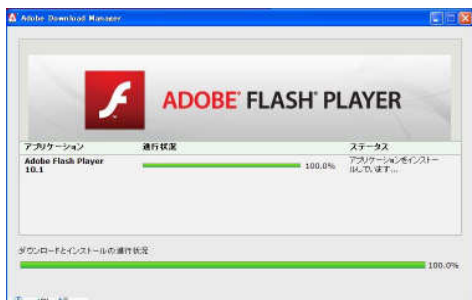 Adobe Download Manager
ADOBE® FLASH® PLAYER
アプリケーション 進行状況 ステータス
Adobe Flash Player 100.0% アプリケーションをインストー
10.1 ルしています...
ダウンロードとインストールの進行状況
100.0%